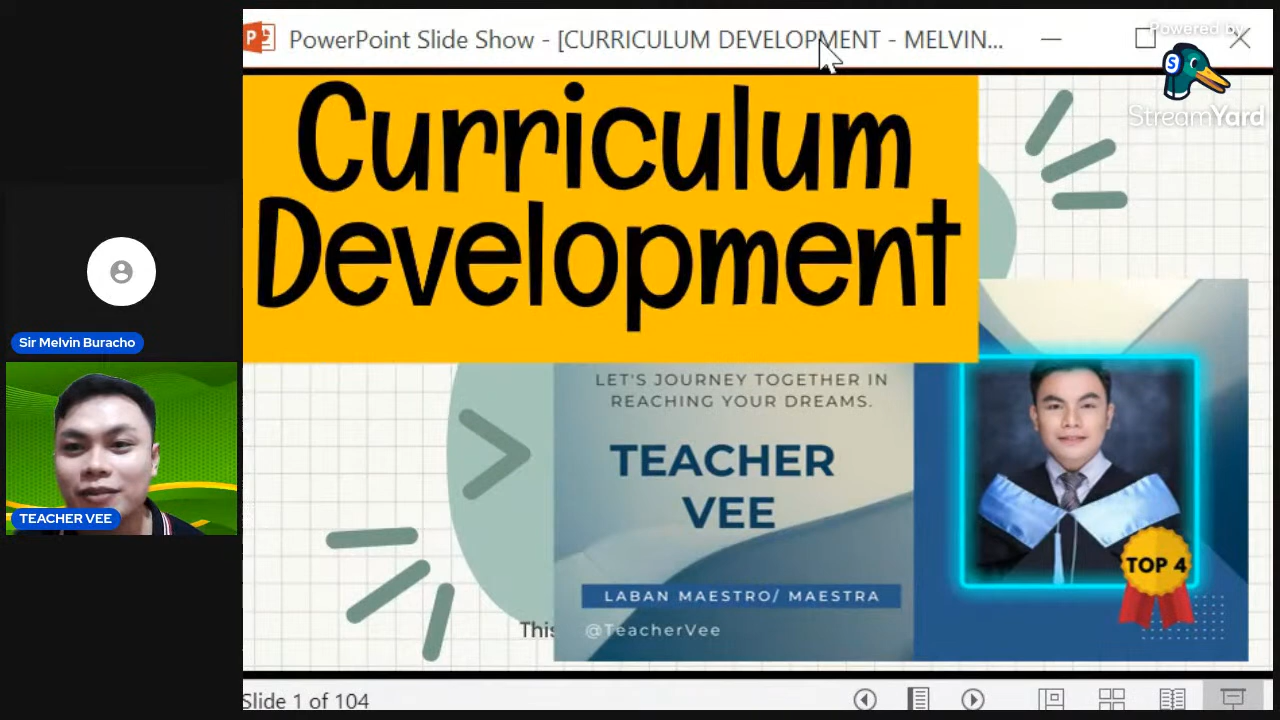 PowerPoint Slide Show - [CURRICULUM DEVELOPMENT - MELVIN...
Powered by
S
StreamYard
Curriculum
Development
LET'S JOURNEY TOGETHER IN
REACHING YOUR DREAMS.
TEACHER
VEE
TOP 4
LABAN MAESTRO/ MAESTRA
This
@TeacherVee
Sir Melvin Buracho
TEACHER VEE
Slide 1 of 104